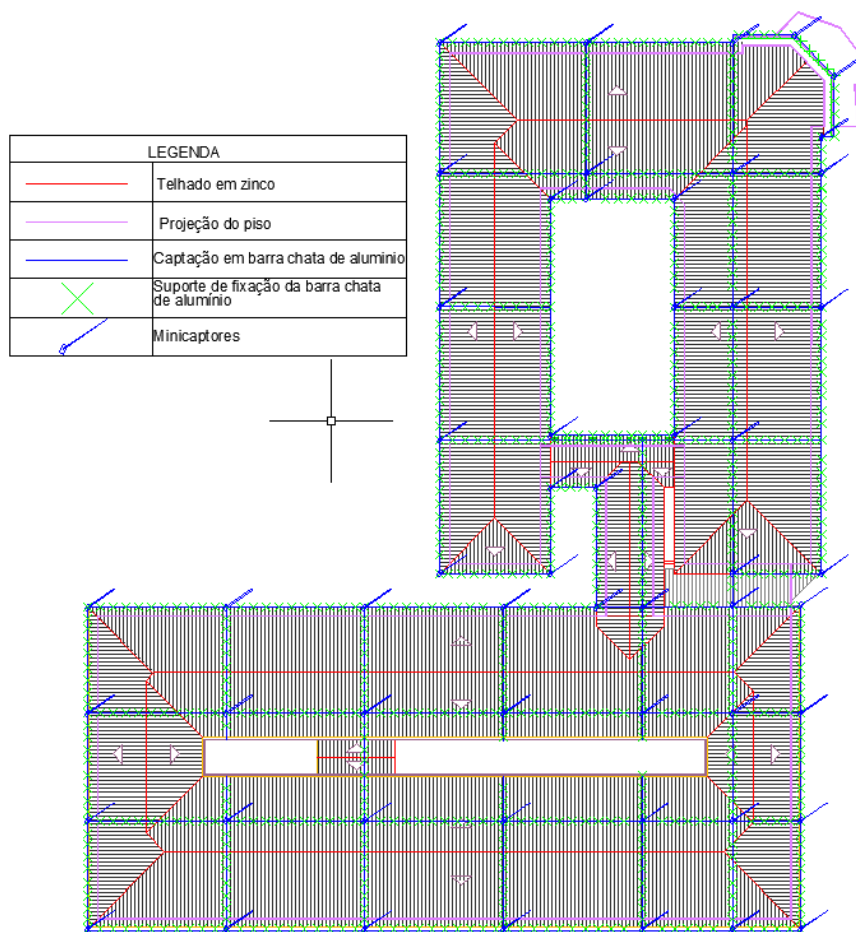 LEGENDA
Telhado em zinco
Projeção do piso
Captação em barra chata de aluminio
Suporte de fixação da barra chata
de alumínio
Minicaptores